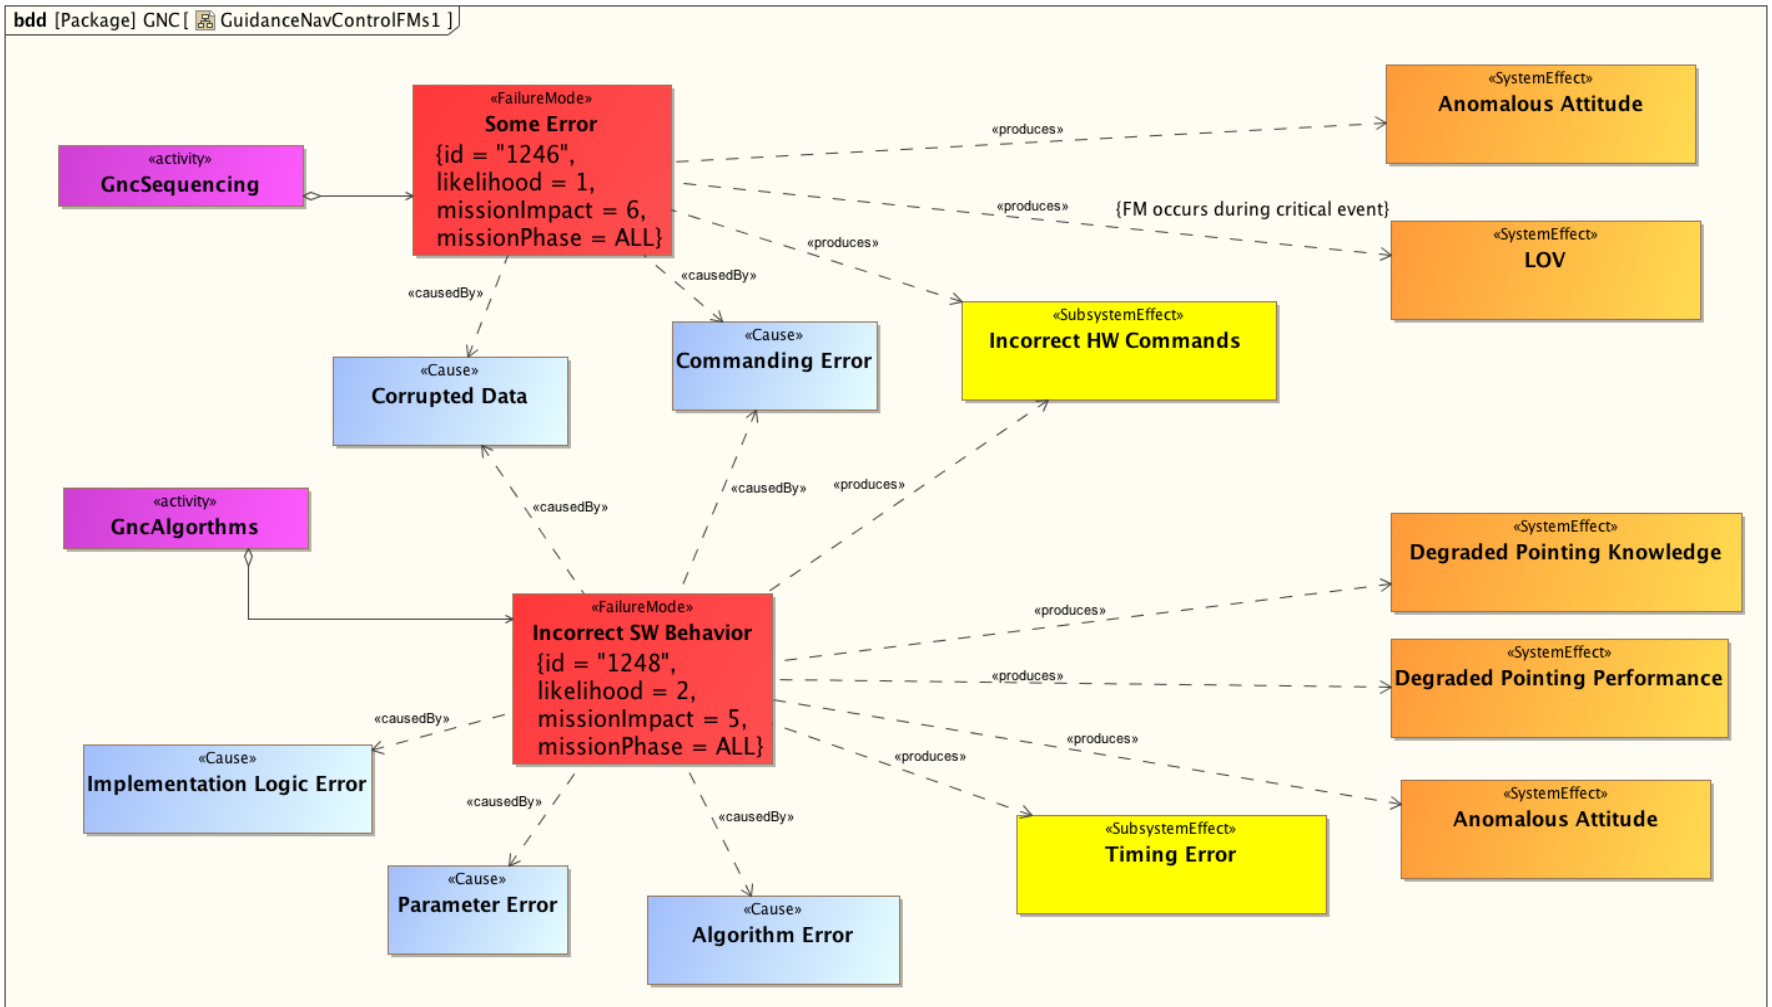 bdd [Package] GNC[ GuidanceNavControlFMs1 ]
«SystemEffect»
Anomalous Attitude
«FailureMode»
Some Error
{id = "1246",
likelihood = 1,
missionImpact = 6,
missionPhase = ALL}
«produces»
«activity»
GncSequencing
«produces»
{FM occurs during critical event}
«SystemEffect»
LOV
«produces»
«causedBy»
«causedBy»
«SubsystemEffect»
Incorrect HW Commands
«Cause»
Commanding Error
«Cause»
Corrupted Data
«causedBy»
«causedBy»
«produces»
«activity»
GncAlgorthms
«SystemEffect»
Degraded Pointing Knowledge
«FailureMode»
Incorrect SW Behavior
{id = "1248",
likelihood = 2,
missionImpact = 5,
missionPhase = ALL}
«produces»
«SystemEffect»
Degraded Pointing Performance
«produces»
«causedBy»
«produces»
«produces»
«Cause»
Implementation Logic Error
«SystemEffect»
Anomalous Attitude
«causedBy»
«causedBy»
«SubsystemEffect»
Timing Error
«Cause»
Parameter Error
«Cause»
Algorithm Error